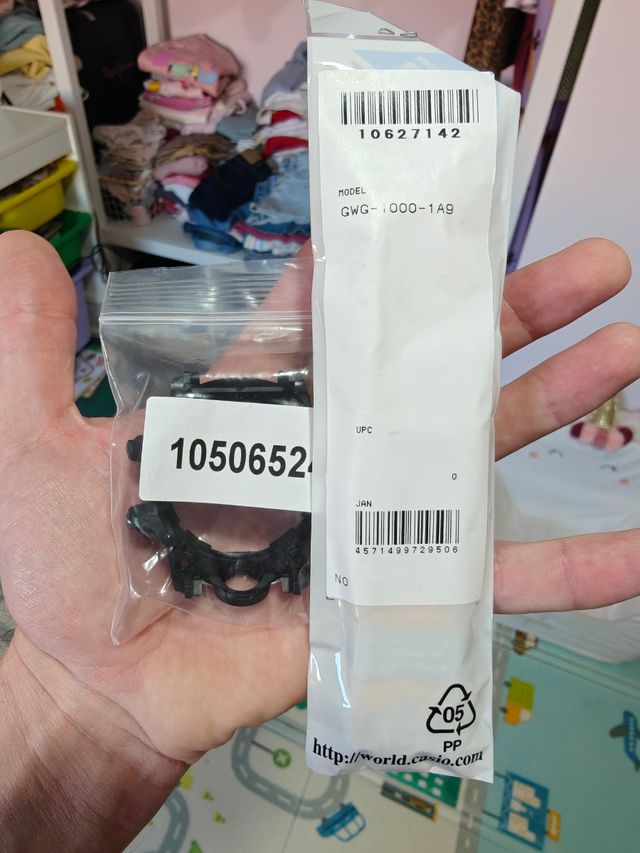 10627142
MODEL
GWG-1000-1A9
1050652
UPC
0
JAN
4571499729506
NO
05
PP
http://world.casio.com